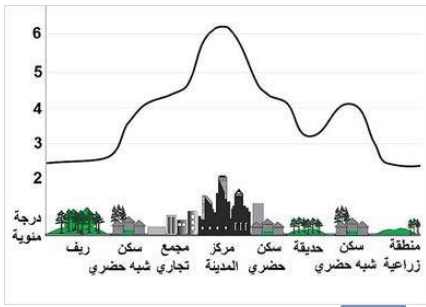 6
5
4
3
2
درجة مئوية
ريف
سكن شبه حضري
مجمع تجاري
مركز المدينة
سكن حضري
حديقة
سكن شبه حضري
منطقة زراعية